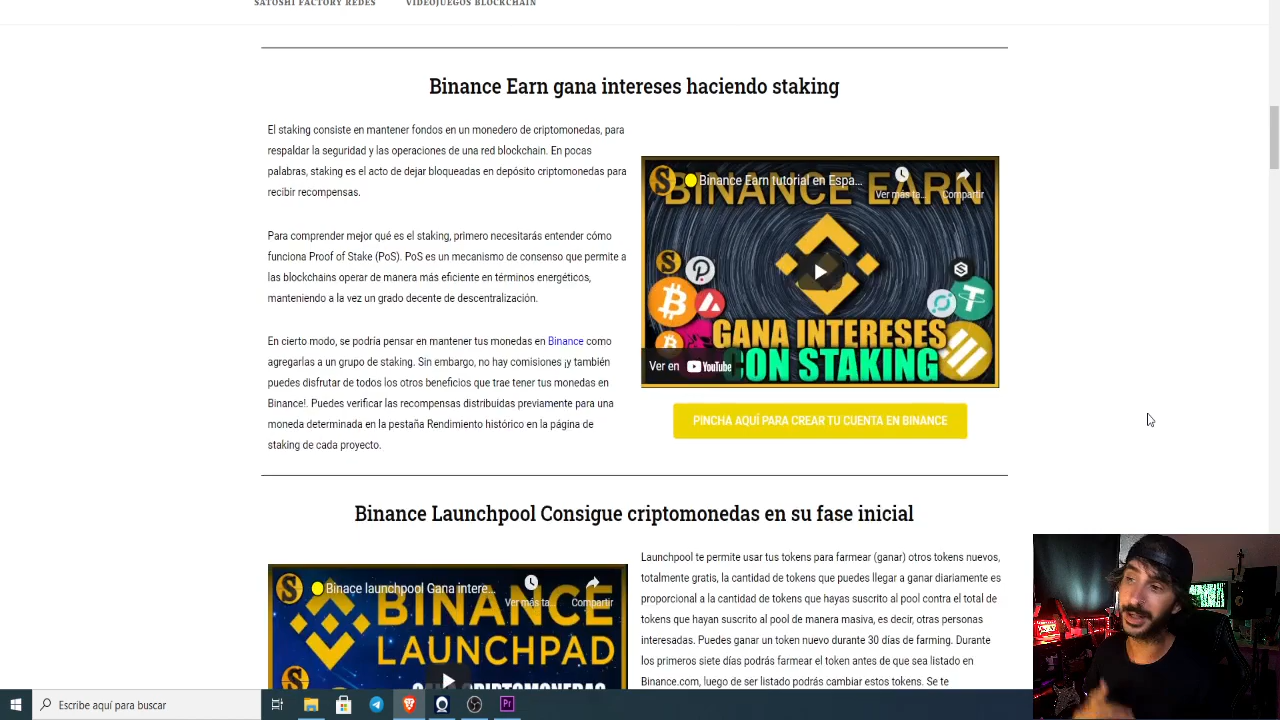 SATOSHI FACTORY REDES
VIDEOJUEGOS BLOCKCHAIN
Binance Earn gana intereses haciendo staking
El staking consiste en mantener fondos en un monedero de criptomonedas, para
respaldar la seguridad y las operaciones de una red blockchain. En pocas
palabras, staking es el acto de dejar bloqueadas en depósito criptomonedas para
recibir recompensas.
Para comprender mejor qué es el staking, primero necesitarás entender cómo
funciona Proof of Stake (PoS). PoS es un mecanismo de consenso que permite a
las blockchains operar de manera más eficiente en términos energéticos,
manteniendo a la vez un grado decente de descentralización.
En cierto modo, se podría pensar en mantener tus monedas en Binance como
agregarlas a un grupo de staking. Sin embargo, no hay comisiones ¡y también
puedes disfrutar de todos los otros beneficios que trae tener tus monedas en
Binance!. Puedes verificar las recompensas distribuidas previamente para una
moneda determinada en la pestaña Rendimiento histórico en la página de
staking de cada proyecto.
BINANCE EARN
Binance Earn tutorial en Espa...
Ver más ta...
Compartir
GANA INTERESES
CON STAKING
Ver en YouTube
PINCHA AQUÍ PARA CREAR TU CUENTA EN BINANCE
Binance Launchpool Consigue criptomonedas en su fase inicial
Binace launchpool Gana intere...
Ver más ta...
Compartir
BINANCE
LAUNCHPAD
Launchpool te permite usar tus tokens para farmear (ganar) otros tokens nuevos,
totalmente gratis, la cantidad de tokens que puedes llegar a ganar diariamente es
proporcional a la cantidad de tokens que hayas suscrito al pool contra el total de
tokens que hayan suscrito al pool de manera masiva, es decir, otras personas
interesadas. Puedes ganar un token nuevo durante 30 días de farming. Durante
los primeros siete días podrás farmear el token antes de que sea listado en
Binance.com, luego de ser listado podrás cambiar estos tokens. Se te
Escribe aquí para buscar
Pr